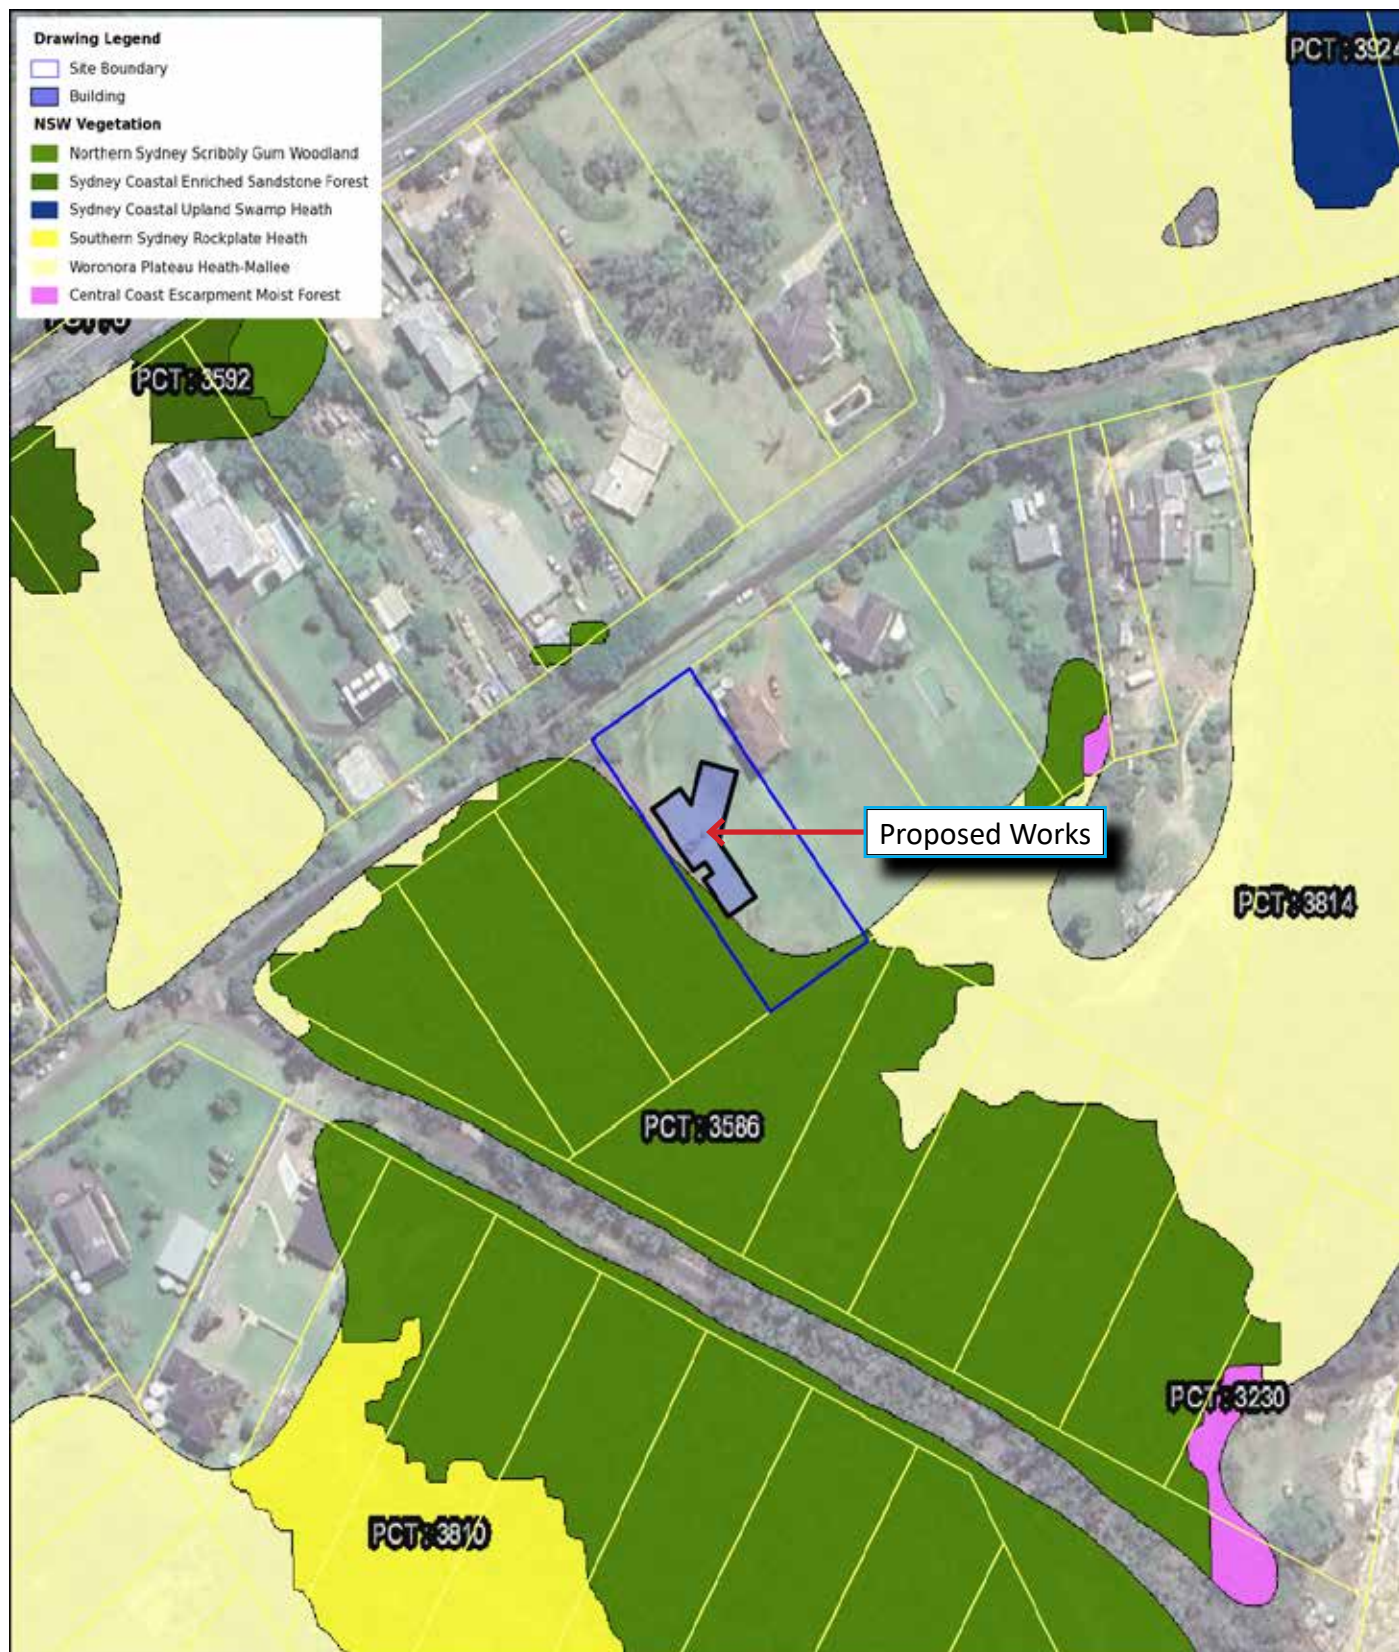 Drawing Legend
Site Boundary
Building
NSW Vegetation
Northern Sydney Scribbly Gum Woodland
Sydney Coastal Enriched Sandstone Forest
Sydney Coastal Upland Swamp Heath
Southern Sydney Rockplate Heath
Woronora Plateau Heath-Mallee
Central Coast Escarpment Moist Forest
PCT : 3924
PCT : 3592
Proposed Works
PCT : 3814
PCT : 3586
PCT : 3230
PCT : 3810